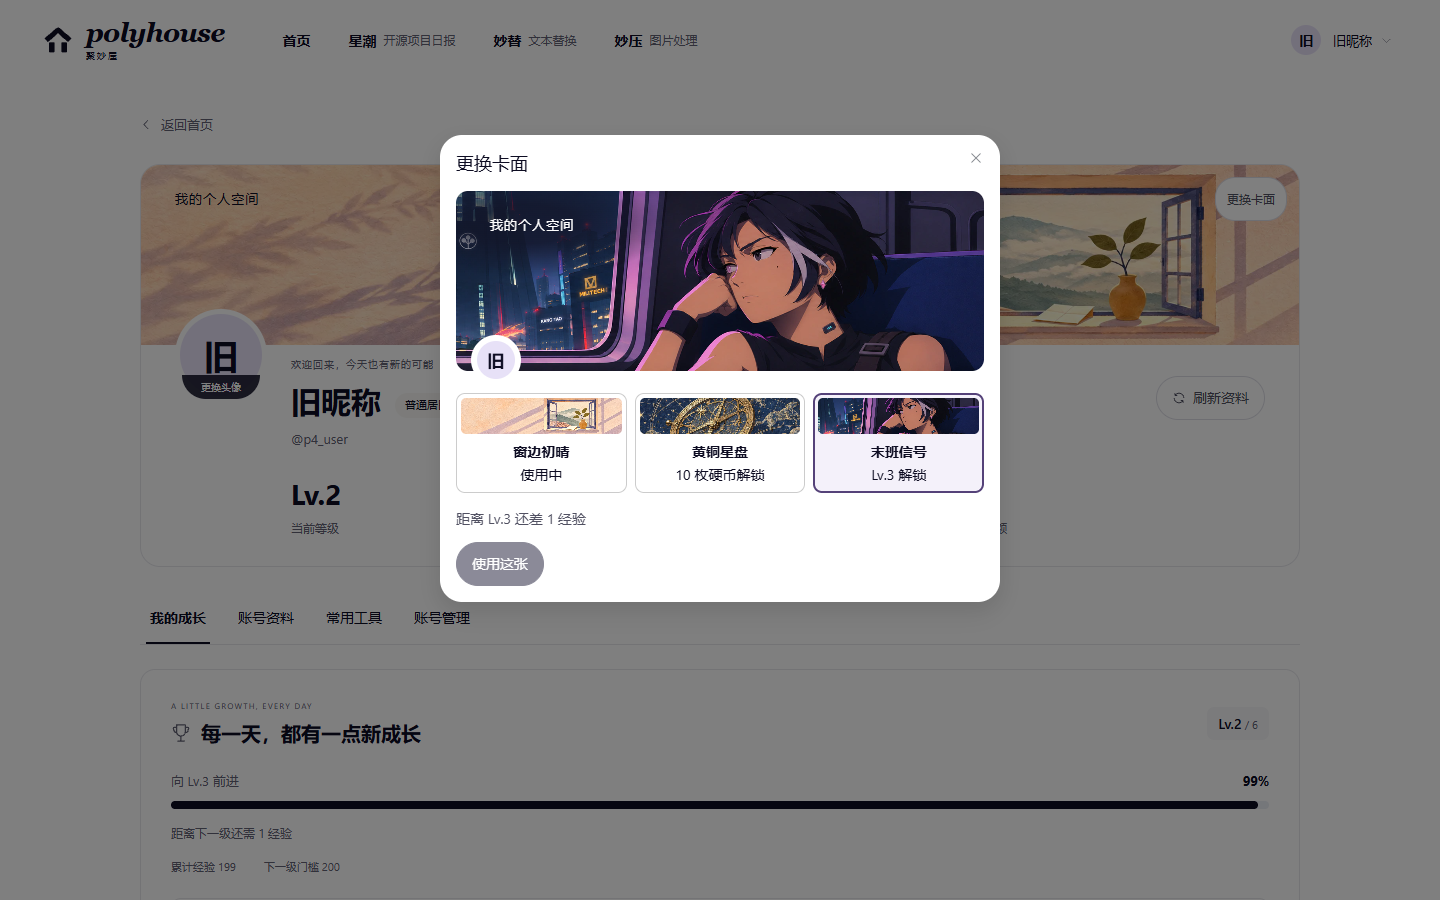 polyhouse
聚妙屋
首页
星潮 开源项目日报
妙替 文本替换
妙压 图片处理
旧 旧昵称
返回首页
我的个人空间
更换卡面
旧
更换头像
欢迎回来，今天也有新的可能
旧昵称
@p4_user
刷新资料
Lv.2
当前等级
更换卡面
我的个人空间
MILITECH
KANG TAO
旧
窗边初晴
使用中
黄铜星盘
10 枚硬币解锁
末班信号
Lv.3 解锁
距离 Lv.3 还差 1 经验
使用这张
我的成长
账号资料
常用工具
账号管理
A LITTLE GROWTH, EVERY DAY
每一天，都有一点新成长
Lv.2 / 6
向 Lv.3 前进
99%
距离下一级还需 1 经验
累计经验 199
下一级门槛 200